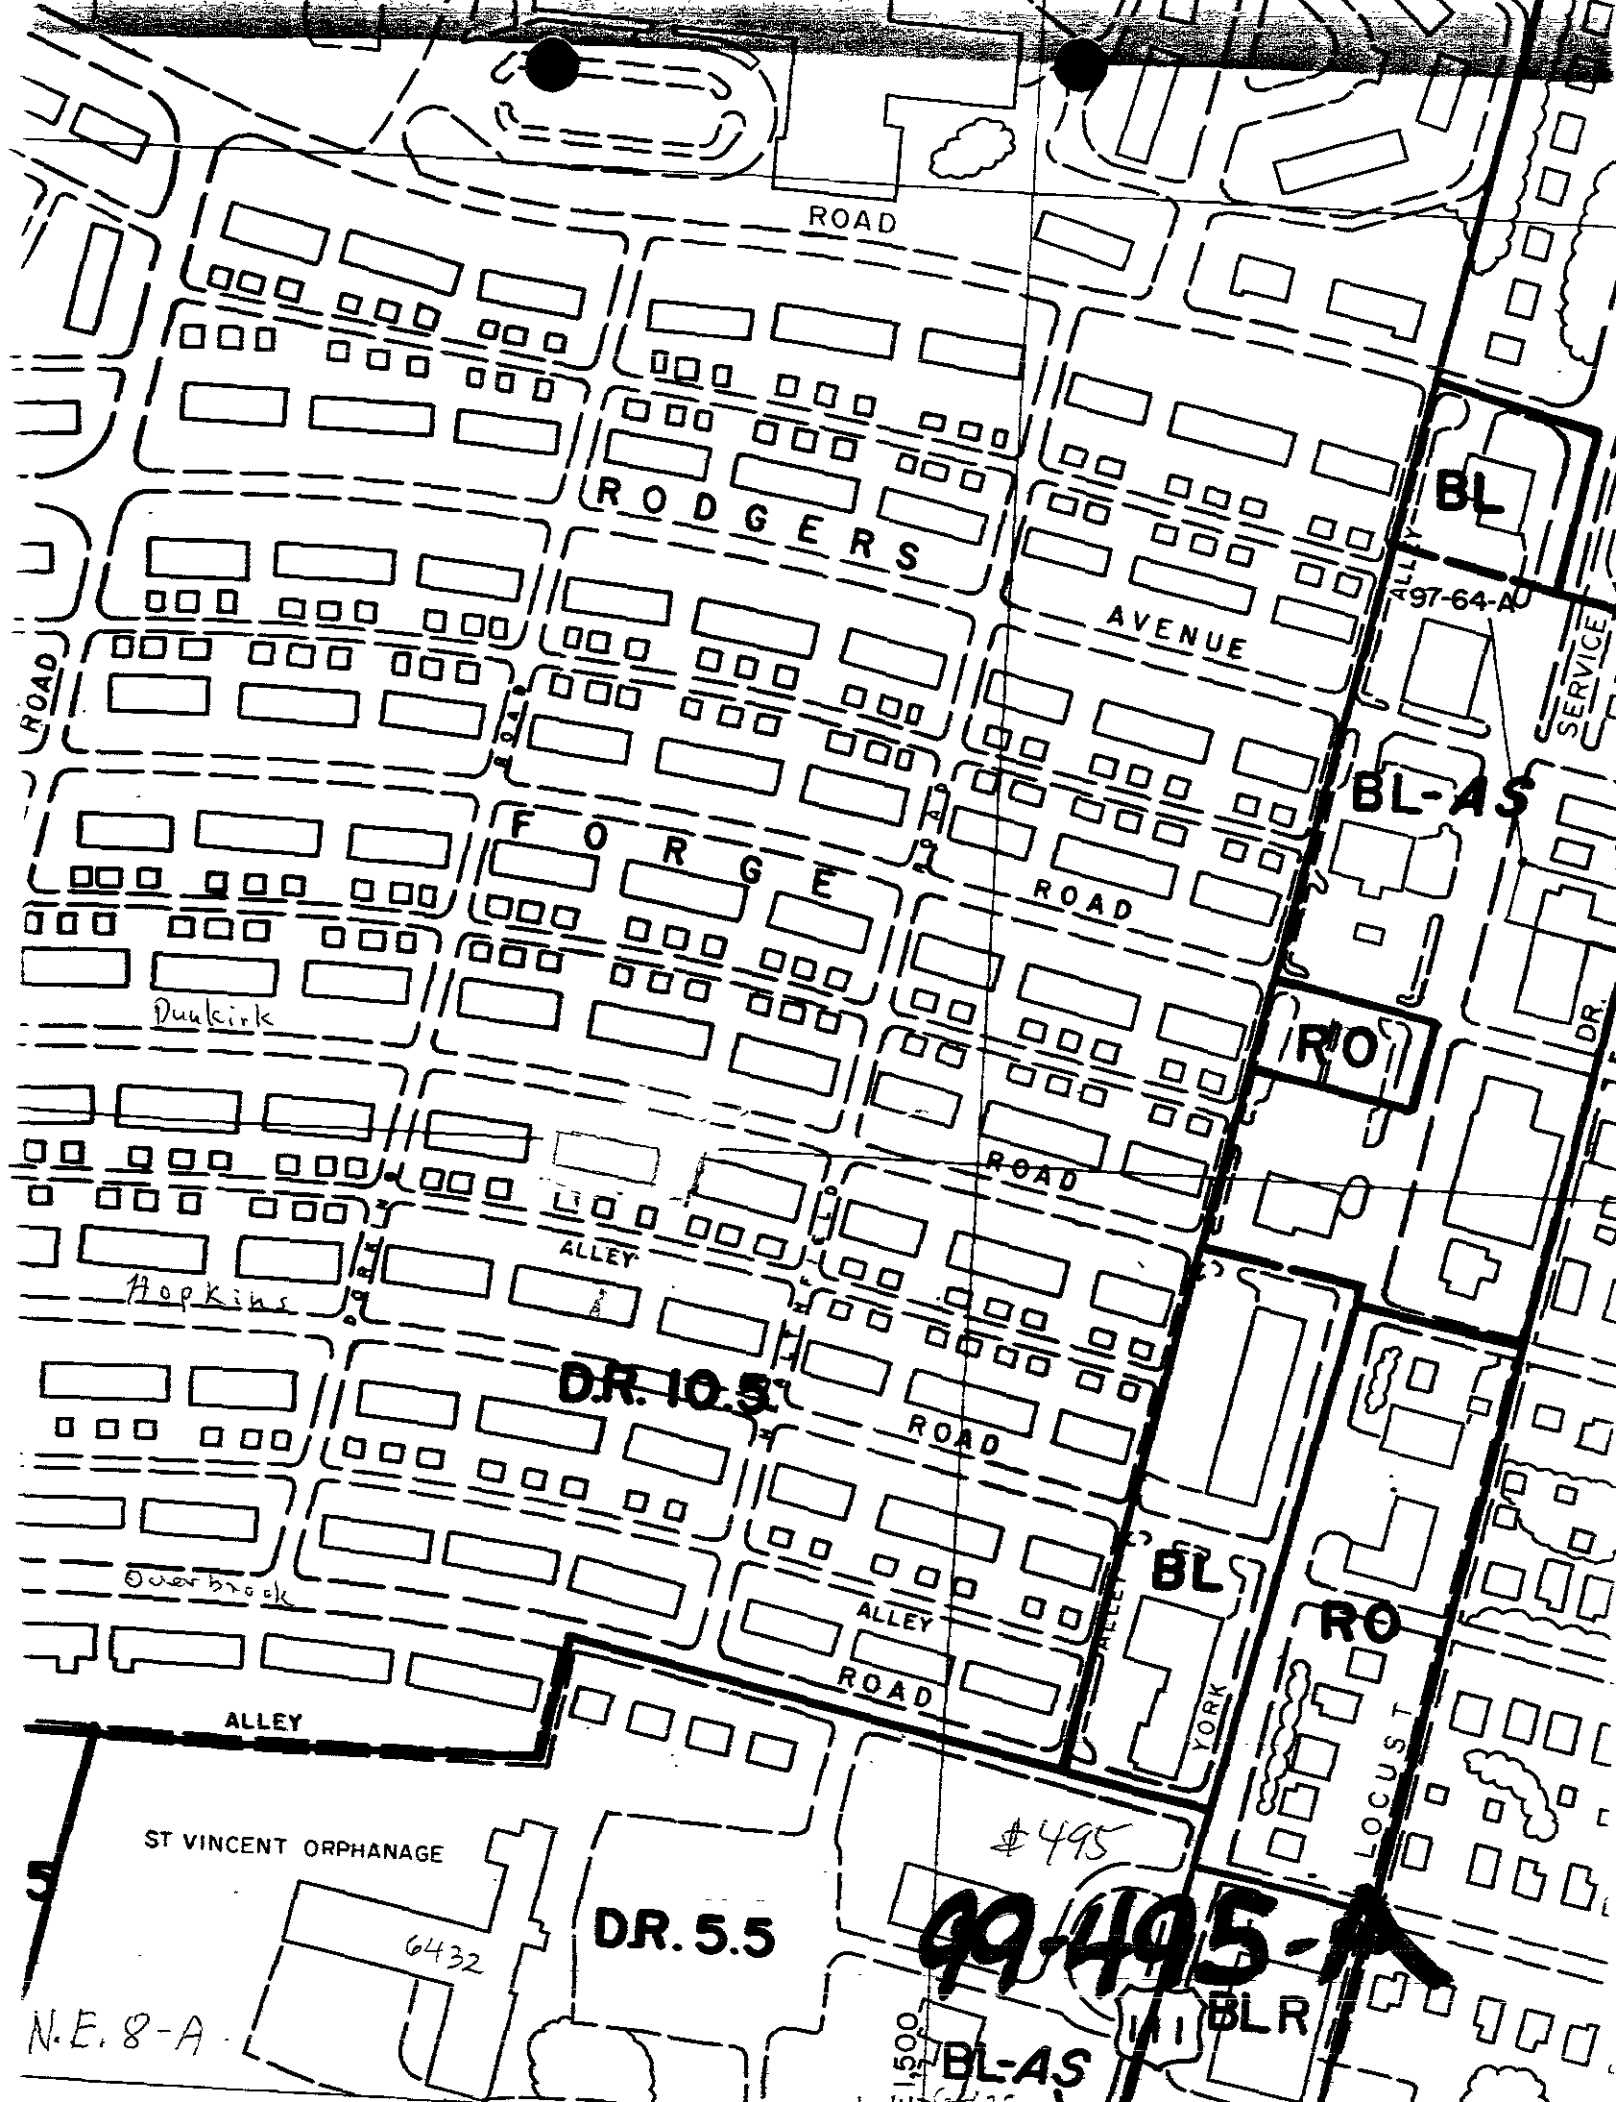 ROAD
BL
RODGERS
AVENUE
ALLEY
97-64-A
SERVICE
ROAD
ROAD
BL-AS
FORGE
ROAD
ROAD
DR.
Dunkirk
RO
ROAD
ALLEY
Hopkins
D.R. 10.5
ROAD
BL
Overbrook
ALLEY
ALLEY
RO
ROAD
YORK
LOCUST
ALLEY
ST VINCENT ORPHANAGE
#495
5
6432
D.R. 5.5
99-495-A
N.E. 8-A
1,500
BL-AS
111
BLR